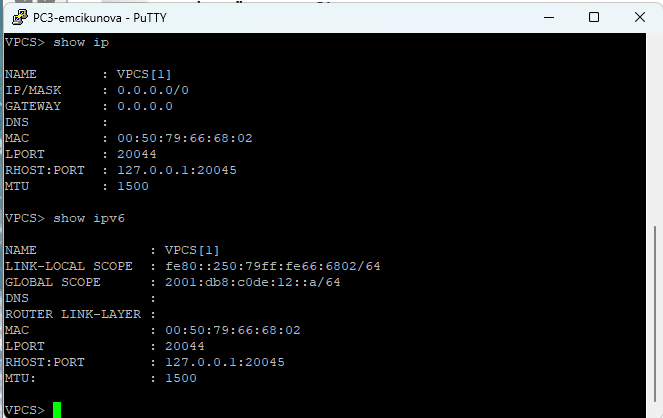 PC3-emcikunova - PuTTY
VPCS> show ip
NAME : VPCS[1]
IP/MASK : 0.0.0.0/0
GATEWAY : 0.0.0.0
DNS :
MAC : 00:50:79:66:68:02
LPORT : 20044
RHOST:PORT : 127.0.0.1:20045
MTU : 1500
VPCS> show ipv6
NAME : VPCS[1]
LINK-LOCAL SCOPE : fe80::250:79ff:fe66:6802/64
GLOBAL SCOPE : 2001:db8:c0de:12::a/64
DNS :
ROUTER LINK-LAYER :
MAC : 00:50:79:66:68:02
LPORT : 20044
RHOST:PORT : 127.0.0.1:20045
MTU: : 1500
VPCS>